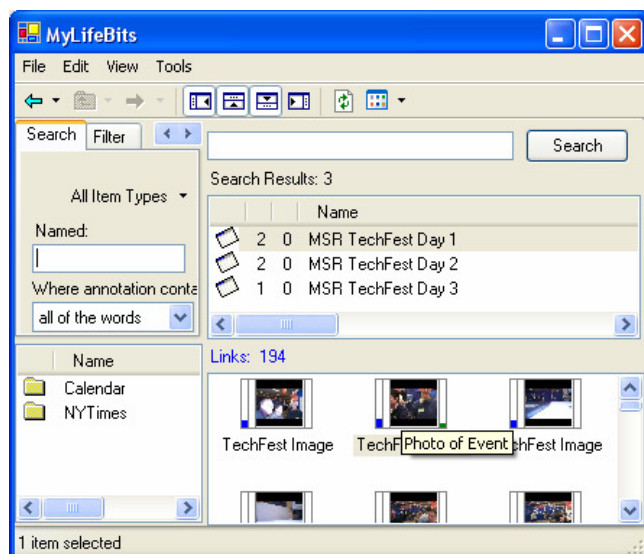 MyLifeBits
File Edit View Tools
Search Filter
Search
All Item Types
Named:
Where annotation conta
all of the words
Search Results: 3
Name
2 0 MSR TechFest Day 1
2 0 MSR TechFest Day 2
1 0 MSR TechFest Day 3
Name
Calendar
NYTimes
Links: 194
TechFest Image TechF Photo of Event chFest Image
1 item selected